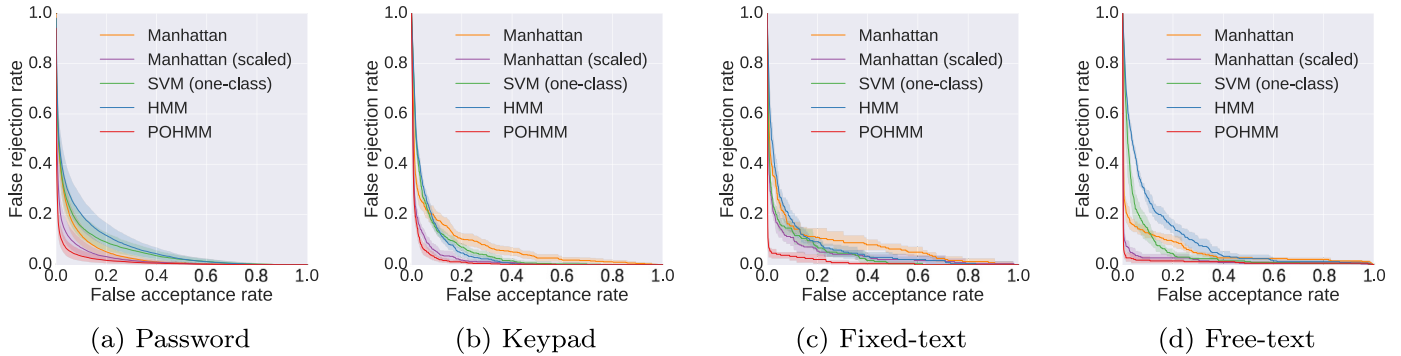 1.0
0.8
0.6
0.4
0.2
0.0
False rejection rate
Manhattan
Manhattan (scaled)
SVM (one-class)
HMM
POHMM
0.0 0.2 0.4 0.6 0.8 1.0
False acceptance rate
(a) Password
1.0
0.8
0.6
0.4
0.2
0.0
False rejection rate
Manhattan
Manhattan (scaled)
SVM (one-class)
HMM
POHMM
0.0 0.2 0.4 0.6 0.8 1.0
False acceptance rate
(b) Keypad
1.0
0.8
0.6
0.4
0.2
0.0
False rejection rate
Manhattan
Manhattan (scaled)
SVM (one-class)
HMM
POHMM
0.0 0.2 0.4 0.6 0.8 1.0
False acceptance rate
(c) Fixed-text
1.0
0.8
0.6
0.4
0.2
0.0
False rejection rate
Manhattan
Manhattan (scaled)
SVM (one-class)
HMM
POHMM
0.0 0.2 0.4 0.6 0.8 1.0
False acceptance rate
(d) Free-text